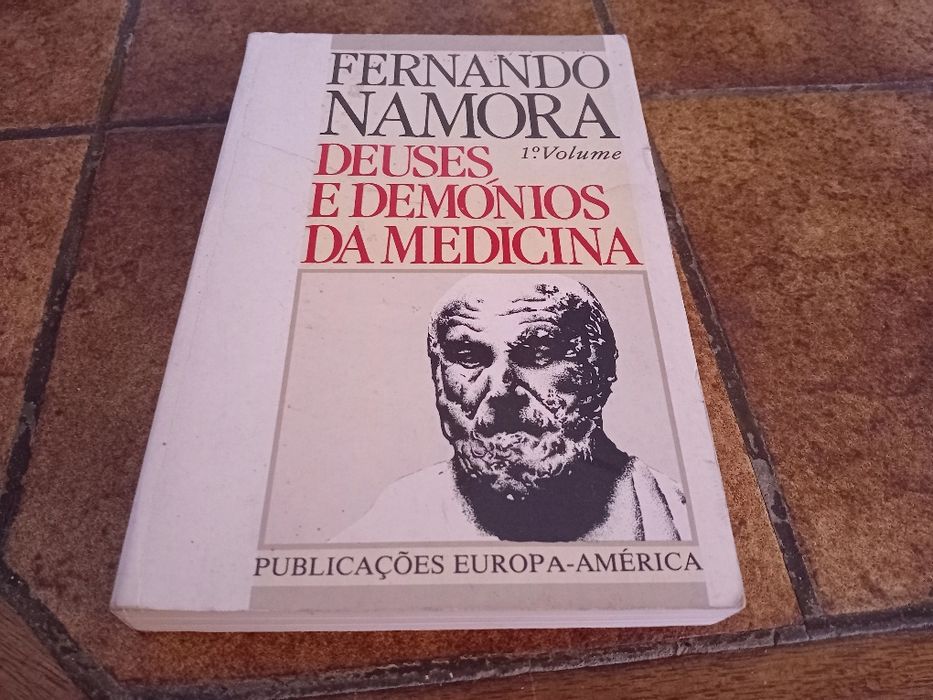 FERNANDO
NAMORA
1.º Volume
DEUSES
E DEMÓNIOS
DA MEDICINA
PUBLICAÇÕES EUROPA-AMÉRICA